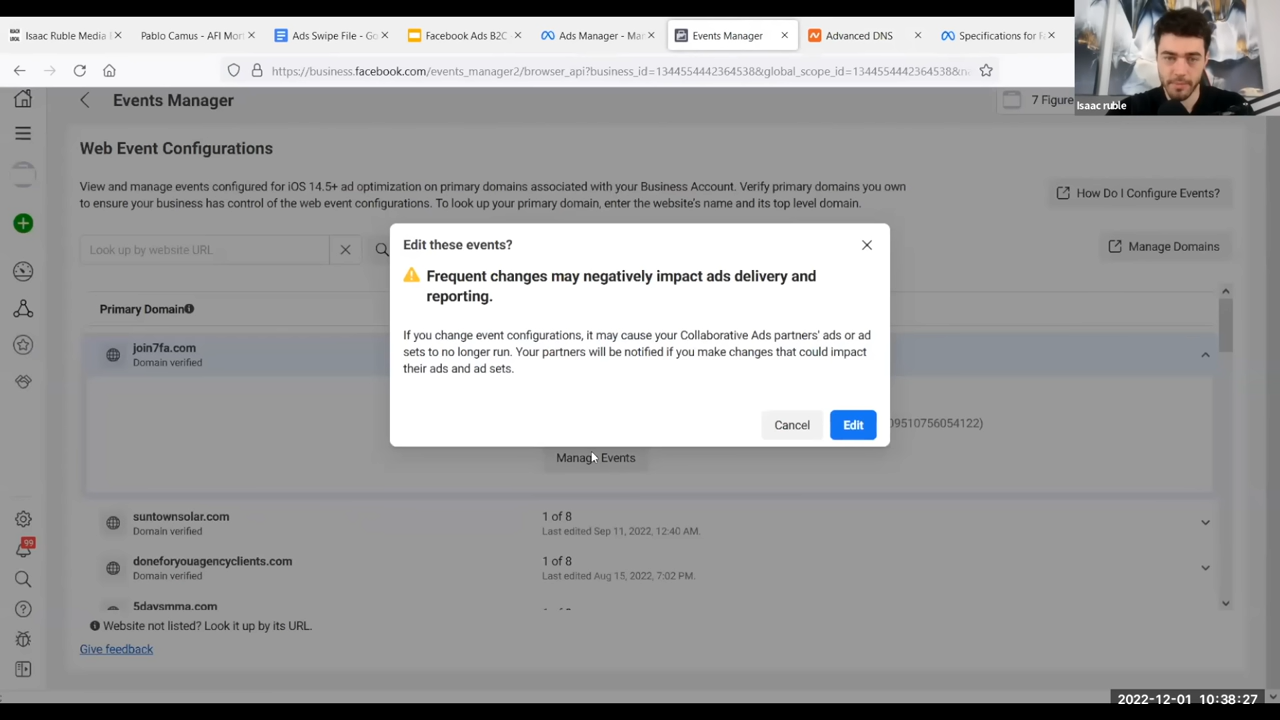 Isaac Ruble Media E
Pablo Camus - AFI Mort
Ads Swipe File - Go
Facebook Ads B2C
Ads Manager - Man
Events Manager
Advanced DNS
Specifications for F
https://business.facebook.com/events_manager2/browser_api?business_id=1344554442364538&global_scope_id=1344554442364538&n
Isaac ruble
Events Manager
7 Figure
Web Event Configurations
View and manage events configured for iOS 14.5+ ad optimization on primary domains associated with your Business Account. Verify primary domains you own
to ensure your business has control of the web event configurations. To look up your primary domain, enter the website's name and its top level domain.
How Do I Configure Events?
Look up by website URL
Manage Domains
Edit these events?
Frequent changes may negatively impact ads delivery and
reporting.
If you change event configurations, it may cause your Collaborative Ads partners' ads or ad
sets to no longer run. Your partners will be notified if you make changes that could impact
their ads and ad sets.
Cancel
Edit
Primary Domain
join7fa.com
Domain verified
09510756054122)
Manage Events
suntownsolar.com
Domain verified
1 of 8
Last edited Sep 11, 2022, 12:40 AM.
doneforyouagencyclients.com
Domain verified
1 of 8
Last edited Aug 15, 2022, 7:02 PM.
5daysmma.com
99
Website not listed? Look it up by its URL.
Give feedback
2022-12-01 10:38:27